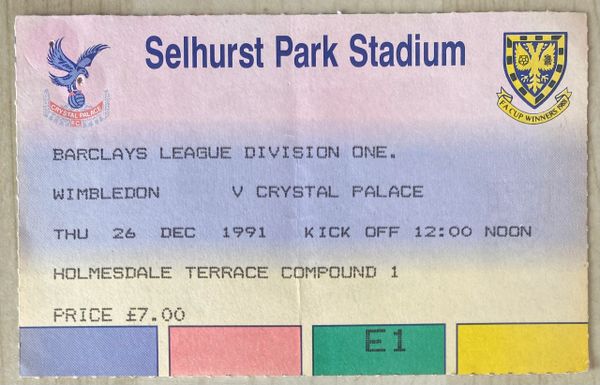 Selhurst Park Stadium
CRYSTAL PALACE
F.C.
F.A. CUP WINNERS 1988
BARCLAYS LEAGUE DIVISION ONE.
WIMBLEDON V CRYSTAL PALACE
THU 26 DEC 1991 KICK OFF 12:00 NOON
HOLMESDALE TERRACE COMPOUND 1
PRICE £7.00
E1